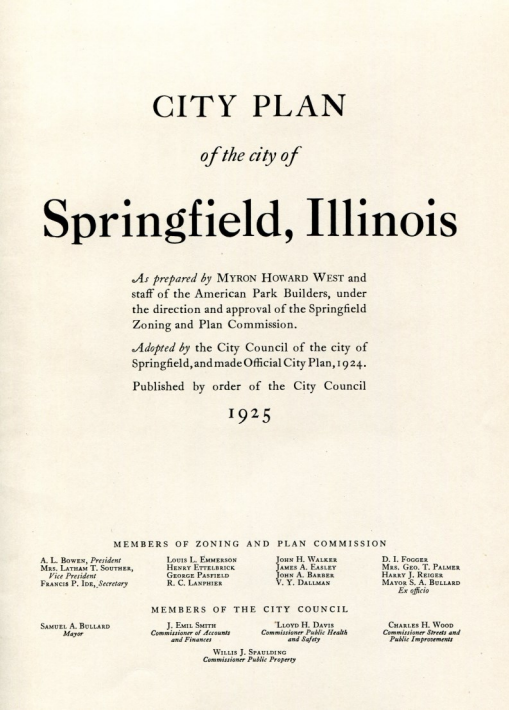 CITY PLAN
of the city of
Springfield, Illinois
As prepared by MYRON HOWARD WEST and
staff of the American Park Builders, under
the direction and approval of the Springfield
Zoning and Plan Commission.
Adopted by the City Council of the city of
Springfield, and made Official City Plan, 1924.
Published by order of the City Council
1925
MEMBERS OF ZONING AND PLAN COMMISSION
A. L. BOWEN, President
MRS. LATHAM T. SOUTHER,
Vice President
FRANCIS P. IDE, Secretary
LOUIS L. EMMERSON
HENRY ETTELBRICK
GEORGE PASFIELD
R. C. LANPHIER
JOHN H. WALKER
JAMES A. EASLEY
JOHN A. BARBER
V. Y. DALLMAN
D. I. FOGGER
MRS. GEO. T. PALMER
HARRY J. REIGER
MAYOR S. A. BULLARD
Ex officio
MEMBERS OF THE CITY COUNCIL
SAMUEL A. BULLARD
Mayor
J. EMIL SMITH
Commissioner of Accounts
and Finances
LLOYD H. DAVIS
Commissioner Public Health
and Safety
CHARLES H. WOOD
Commissioner Streets and
Public Improvements
WILLIS J. SPAULDING
Commissioner Public Property